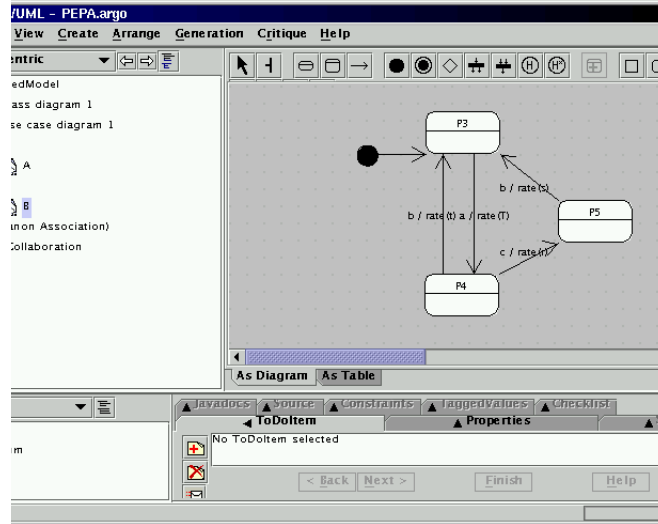 /UML - PEPA.argo
View Create Arrange Generation Critique Help
entric
edModel
ass diagram 1
se case diagram 1
A
B
anon Association)
Collaboration
P3
b / rate(s)
P5
b / rate(t) a / rate(T)
c / rate(r)
P4
As Diagram As Table
Javadocs Source Constraints TaggedValues Checklist
ToDoItem Properties
No ToDoItem selected
m
< Back Next > Finish Help